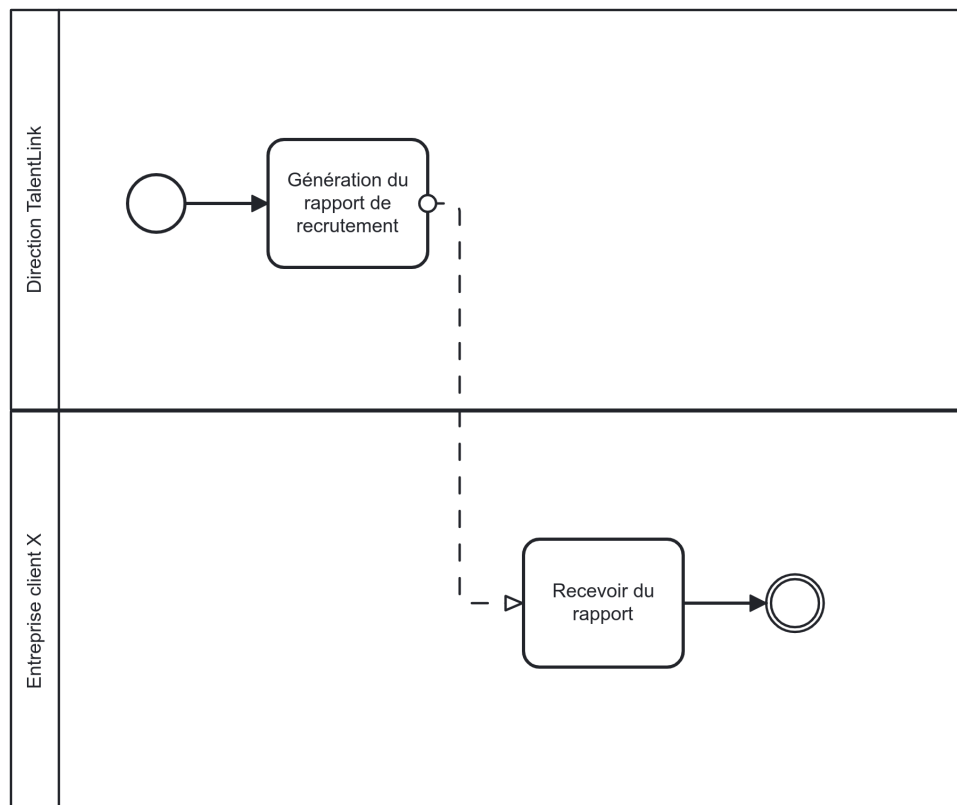 Direction TalentLink
Génération du
rapport de
recrutement
Entreprise client X
Recevoir du
rapport